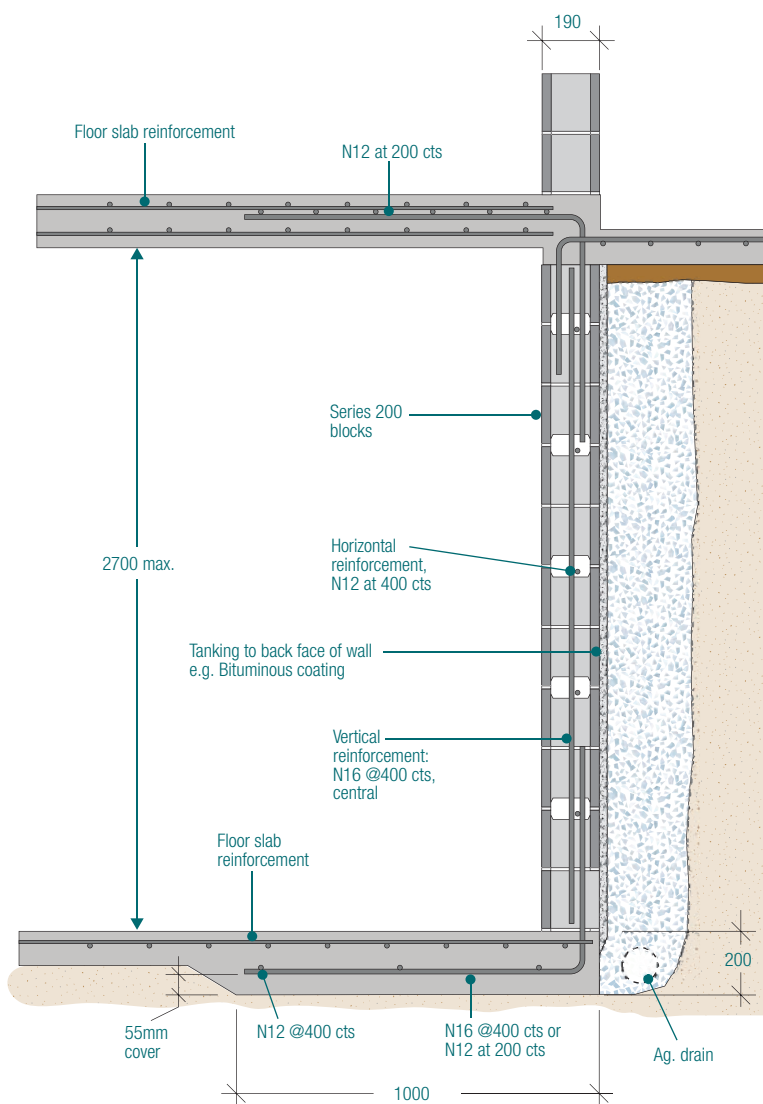 190
Floor slab reinforcement
N12 at 200 cts
Series 200
blocks
2700 max.
Horizontal
reinforcement,
N12 at 400 cts
Tanking to back face of wall
e.g. Bituminous coating
Vertical
reinforcement:
N16 @400 cts,
central
Floor slab
reinforcement
200
55mm
cover
N12 @400 cts
N16 @400 cts or
N12 at 200 cts
Ag. drain
1000